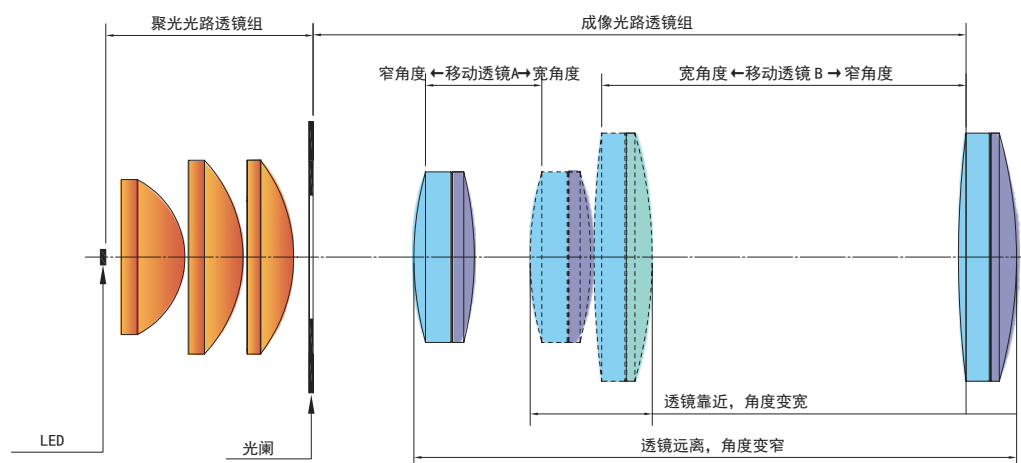 聚光光路透镜组
成像光路透镜组
窄角度←移动透镜A→宽角度
宽角度←移动透镜 B → 窄角度
透镜靠近，角度变宽
LED
光阑
透镜远离，角度变窄